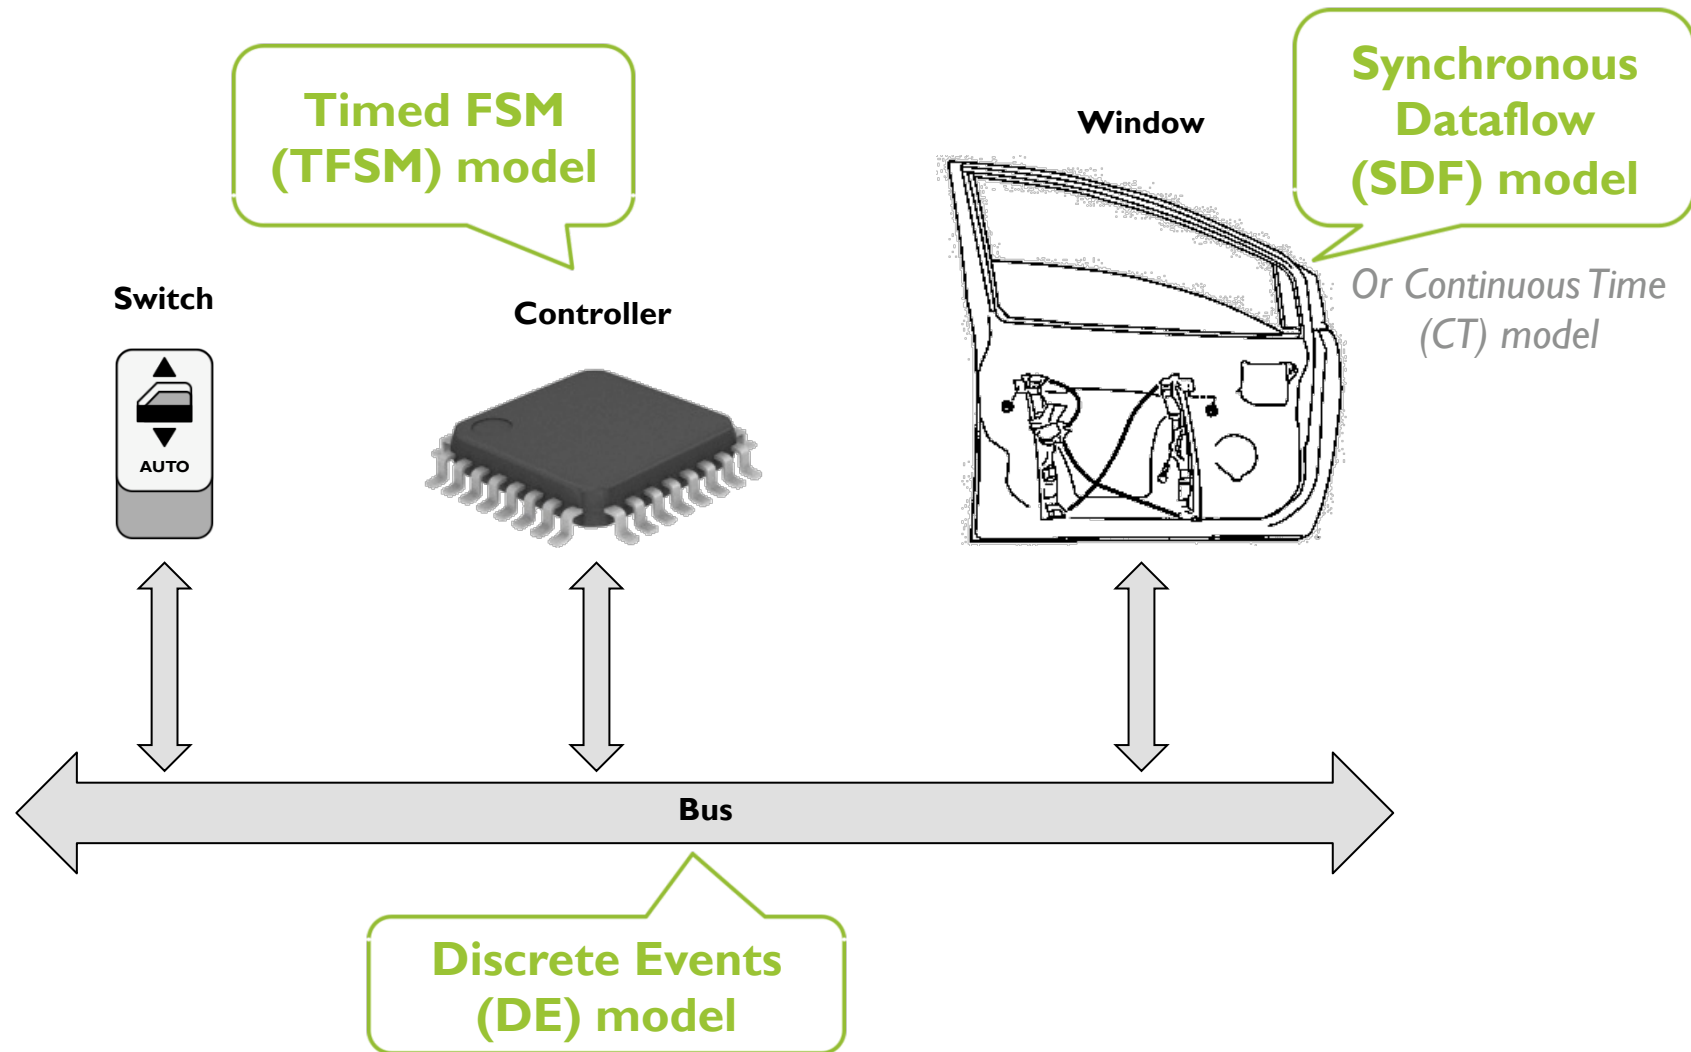 Timed FSM
(TFSM) model
Synchronous
Dataflow
(SDF) model
Window
Or Continuous Time
(CT) model
Switch
Controller
AUTO
Bus
Discrete Events
(DE) model